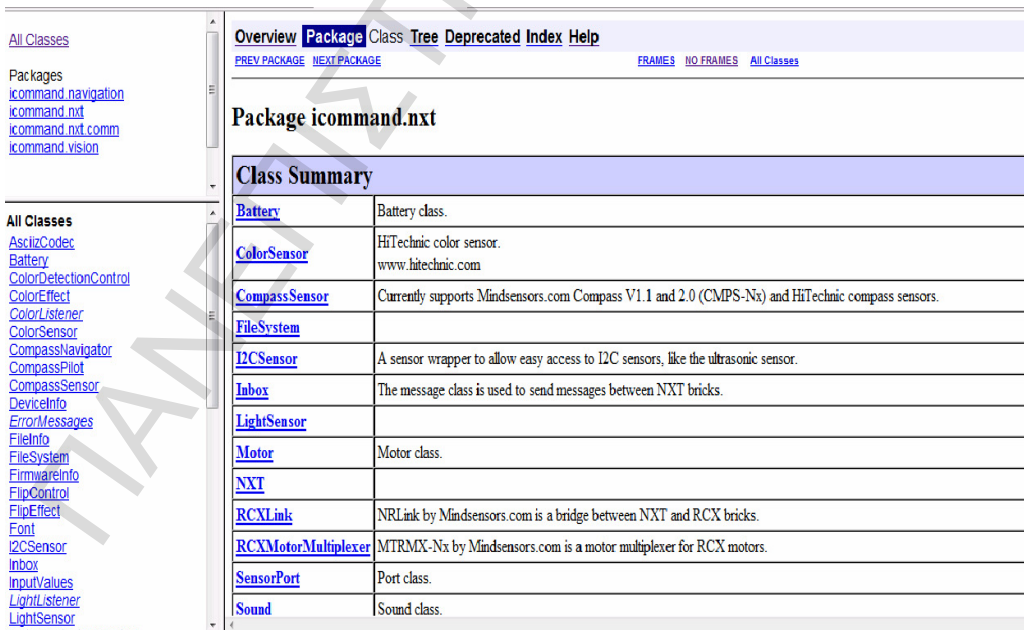 All Classes
Packages
icommand.navigation
icommand.nxt
icommand.nxt.comm
icommand.vision
All Classes
AsciizCodec
Battery
ColorDetectionControl
ColorEffect
ColorListener
ColorSensor
CompassNavigator
CompassPilot
CompassSensor
DeviceInfo
ErrorMessages
FileInfo
FileSystem
FirmwareInfo
FlipControl
FlipEffect
Font
I2CSensor
Inbox
InputValues
LightListener
LightSensor
Overview Package Class Tree Deprecated Index Help
PREV PACKAGE NEXT PACKAGE FRAMES NO FRAMES All Classes
Package icommand.nxt
Class Summary
Battery Battery class.
ColorSensor HiTechnic color sensor.
www.hitechnic.com
CompassSensor Currently supports Mindsensors.com Compass V1.1 and 2.0 (CMPS-Nx) and HiTechnic compass sensors.
FileSystem
I2CSensor A sensor wrapper to allow easy access to I2C sensors, like the ultrasonic sensor.
Inbox The message class is used to send messages between NXT bricks.
LightSensor
Motor Motor class.
NXT
RCXLink NRLink by Mindsensors.com is a bridge between NXT and RCX bricks.
RCXMotorMultiplexer MTRMX-Nx by Mindsensors.com is a motor multiplexer for RCX motors.
SensorPort Port class.
Sound Sound class.